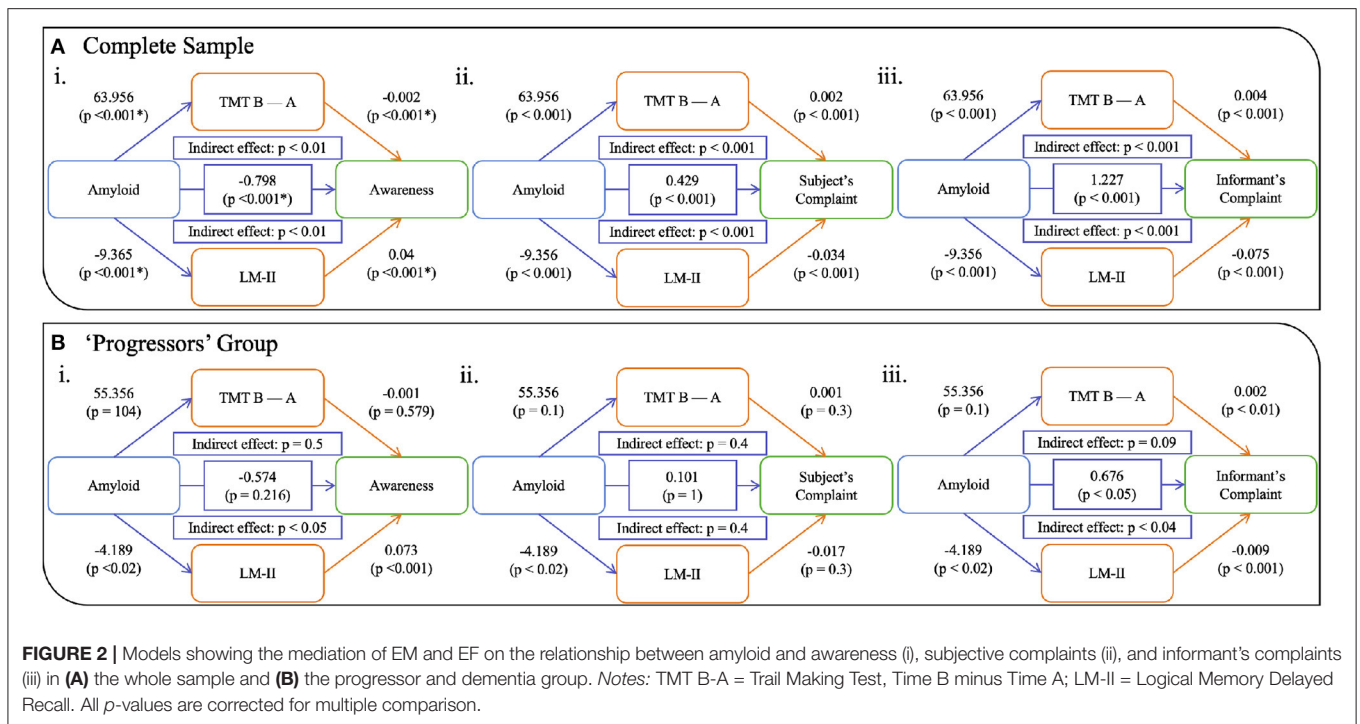 A Complete Sample
i.
63.956
(p <0.001*)
TMT B — A
-0.002
(p <0.001*)
Indirect effect: p < 0.01
Amyloid
-0.798
(p <0.001*)
Awareness
Indirect effect: p < 0.01
-9.365
(p <0.001*)
LM-II
0.04
(p <0.001*)
ii.
63.956
(p < 0.001)
TMT B — A
0.002
(p < 0.001)
Indirect effect: p < 0.001
Amyloid
0.429
(p < 0.001)
Subject's
Complaint
Indirect effect: p < 0.001
-9.356
(p < 0.001)
LM-II
-0.034
(p < 0.001)
iii.
63.956
(p < 0.001)
TMT B — A
0.004
(p < 0.001)
Indirect effect: p < 0.001
Amyloid
1.227
(p < 0.001)
Informant's
Complaint
Indirect effect: p < 0.001
-9.356
(p < 0.001)
LM-II
-0.075
(p < 0.001)
B 'Progressors' Group
i.
55.356
(p = 104)
TMT B — A
-0.001
(p = 0.579)
Indirect effect: p = 0.5
Amyloid
-0.574
(p = 0.216)
Awareness
Indirect effect: p < 0.05
-4.189
(p <0.02)
LM-II
0.073
(p <0.001)
ii.
55.356
(p = 0.1)
TMT B — A
0.001
(p = 0.3)
Indirect effect: p = 0.4
Amyloid
0.101
(p = 1)
Subject's
Complaint
Indirect effect: p = 0.4
-4.189
(p < 0.02)
LM-II
-0.017
(p = 0.3)
iii.
55.356
(p = 0.1)
TMT B — A
0.002
(p < 0.01)
Indirect effect: p = 0.09
Amyloid
0.676
(p < 0.05)
Informant's
Complaint
Indirect effect: p < 0.04
-4.189
(p < 0.02)
LM-II
-0.009
(p < 0.001)
FIGURE 2 | Models showing the mediation of EM and EF on the relationship between amyloid and awareness (i), subjective complaints (ii), and informant's complaints
(iii) in (A) the whole sample and (B) the progressor and dementia group. Notes: TMT B-A = Trail Making Test, Time B minus Time A; LM-II = Logical Memory Delayed
Recall. All p-values are corrected for multiple comparison.